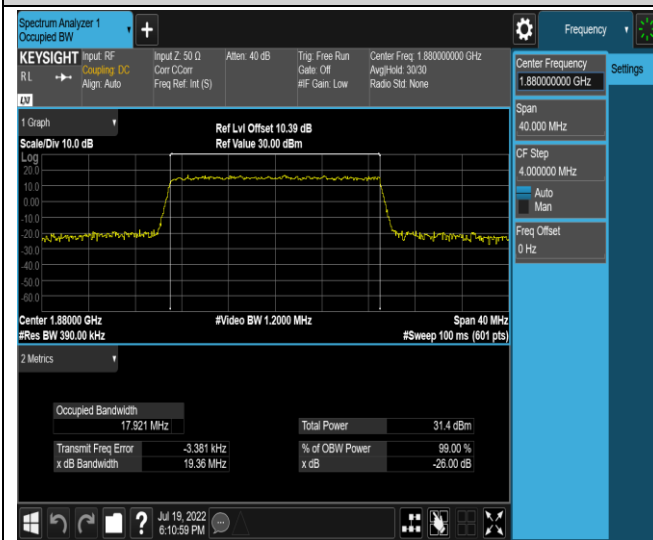 Spectrum Analyzer 1
Occupied BW
Frequency
KEYSIGHT
Input: RF
Coupling: DC
Align: Auto
Input Z: 50 Ω
Corr CCorr
Freq Ref: Int (S)
Atten: 40 dB
Trig: Free Run
Gate: Off
#IF Gain: Low
Center Freq: 1.880000000 GHz
Avg|Hold: 30/30
Radio Std: None
RL
LXI
Center Frequency
1.880000000 GHz
Settings
Span
40.000 MHz
CF Step
4.000000 MHz
Auto
Man
Freq Offset
0 Hz
1 Graph
Scale/Div 10.0 dB
Ref Lvl Offset 10.39 dB
Ref Value 30.00 dBm
Log
20.0
10.0
0.00
-10.0
-20.0
-30.0
-40.0
-50.0
-60.0
Center 1.88000 GHz
#Video BW 1.2000 MHz
Span 40 MHz
#Res BW 390.00 kHz
#Sweep 100 ms (601 pts)
2 Metrics
Occupied Bandwidth
17.921 MHz
Total Power 31.4 dBm
Transmit Freq Error -3.381 kHz
% of OBW Power 99.00 %
x dB Bandwidth 19.36 MHz
x dB -26.00 dB
?
Jul 19, 2022
6:10:59 PM